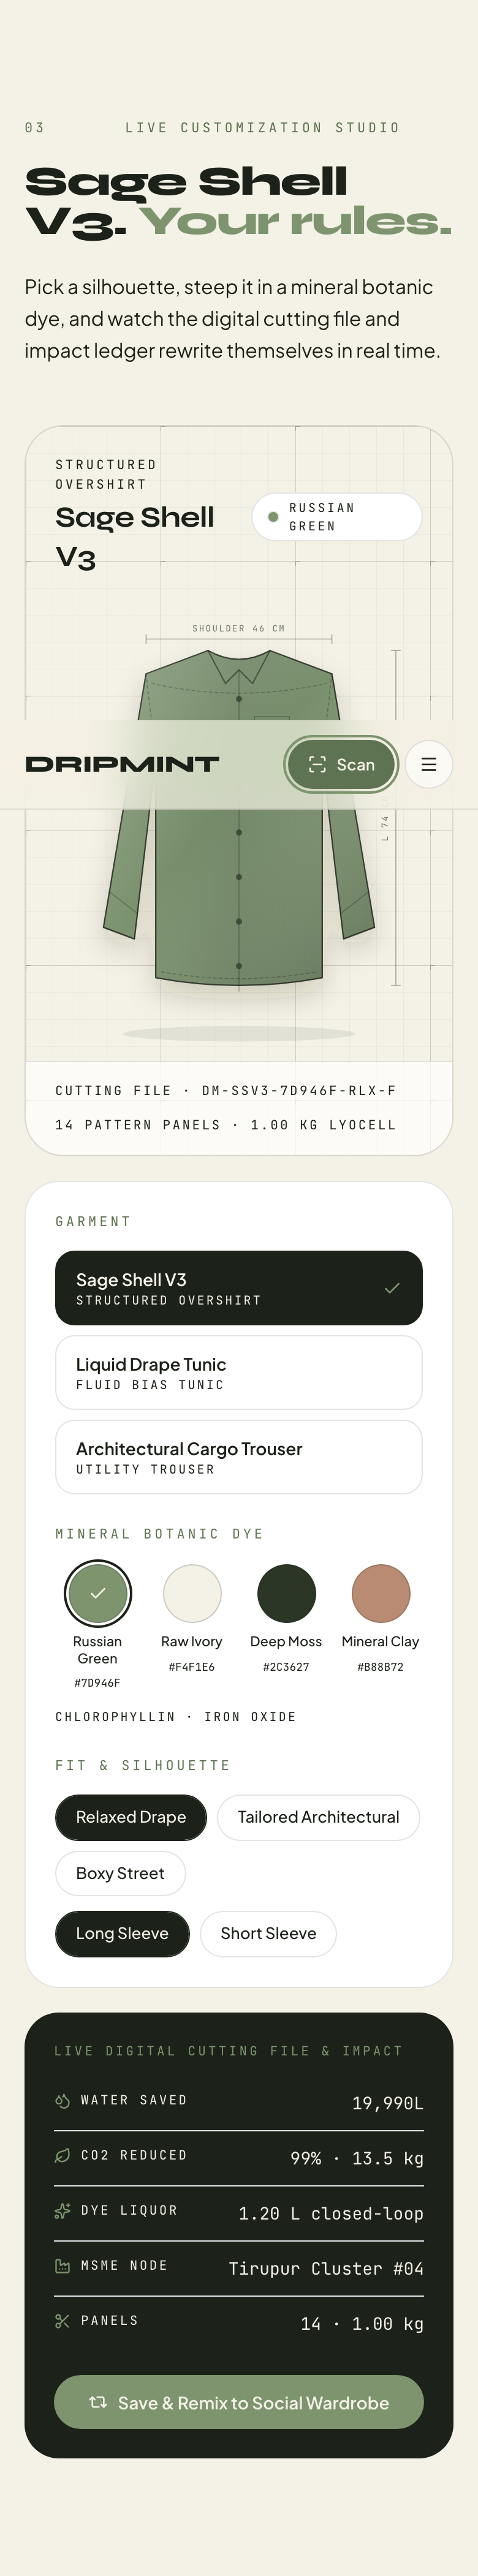 03 LIVE CUSTOMIZATION STUDIO
Sage Shell
V3. Your rules.
Pick a silhouette, steep it in a mineral botanic
dye, and watch the digital cutting file and
impact ledger rewrite themselves in real time.
STRUCTURED
OVERSHIRT
Sage Shell
V3
RUSSIAN
GREEN
SHOULDER 46 CM
DRIPMINT
Scan
L 74
CUTTING FILE · DM-SSV3-7D946F-RLX-F
14 PATTERN PANELS · 1.00 KG LYOCELL
GARMENT
Sage Shell V3
STRUCTURED OVERSHIRT
Liquid Drape Tunic
FLUID BIAS TUNIC
Architectural Cargo Trouser
UTILITY TROUSER
MINERAL BOTANIC DYE
Russian
Green
#7D946F
Raw Ivory
#F4F1E6
Deep Moss
#2C3627
Mineral Clay
#B88B72
CHLOROPHYLLIN · IRON OXIDE
FIT & SILHOUETTE
Relaxed Drape
Tailored Architectural
Boxy Street
Long Sleeve
Short Sleeve
LIVE DIGITAL CUTTING FILE & IMPACT
WATER SAVED 19,990L
CO2 REDUCED 99% · 13.5 kg
DYE LIQUOR 1.20 L closed-loop
MSME NODE Tirupur Cluster #04
PANELS 14 · 1.00 kg
Save & Remix to Social Wardrobe